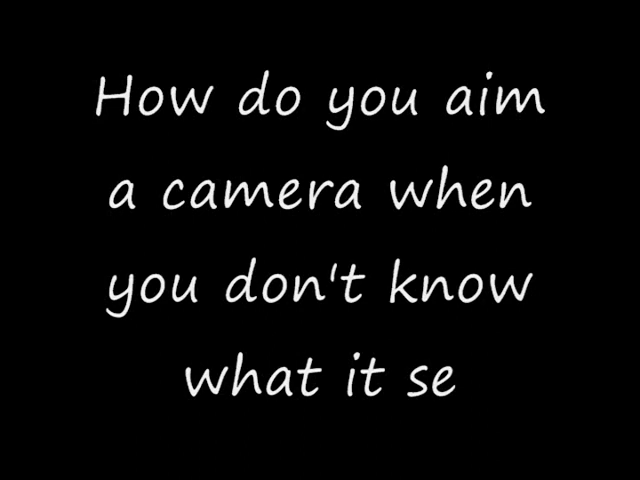 How do you aim
a camera when
you don't know
what it se